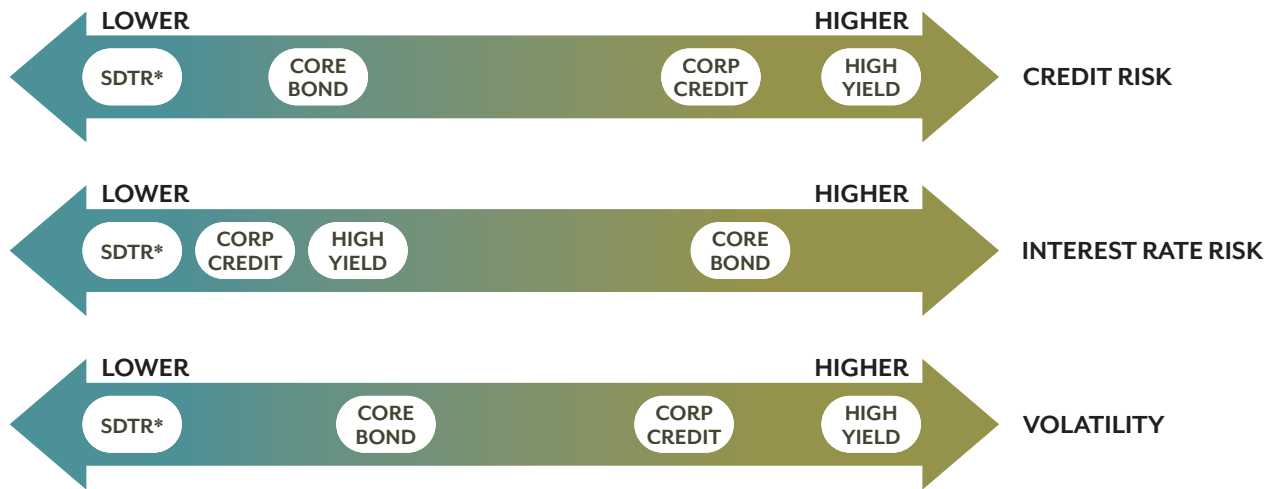 LOWER HIGHER
SDTR* CORE BOND CORP CREDIT HIGH YIELD CREDIT RISK
LOWER HIGHER
SDTR* CORP CREDIT HIGH YIELD CORE BOND INTEREST RATE RISK
LOWER HIGHER
SDTR* CORE BOND CORP CREDIT HIGH YIELD VOLATILITY